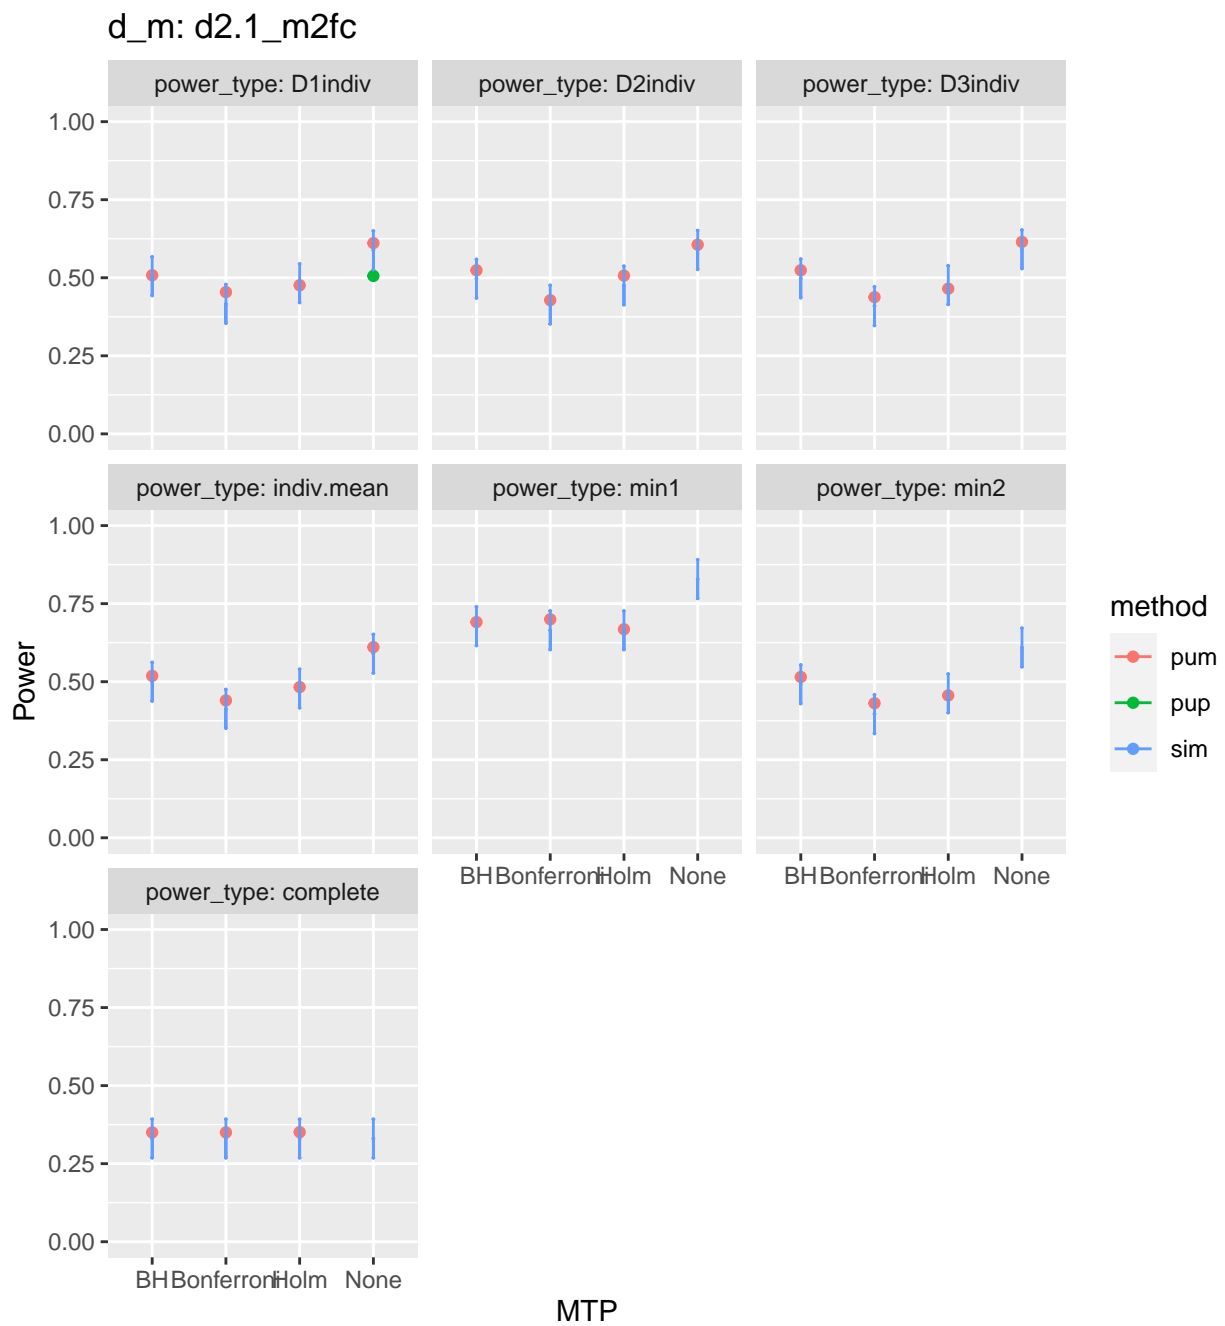 d_m: d2.1_m2fc
power_type: D1indiv
power_type: D2indiv
power_type: D3indiv
1.00
0.75
0.50
0.25
0.00
power_type: indiv.mean
power_type: min1
power_type: min2
1.00
0.75
0.50
0.25
0.00
BH Bonferroni Holm None
BH Bonferroni Holm None
power_type: complete
1.00
0.75
0.50
0.25
0.00
BH Bonferroni Holm None
MTP
Power
method
pum
pup
sim